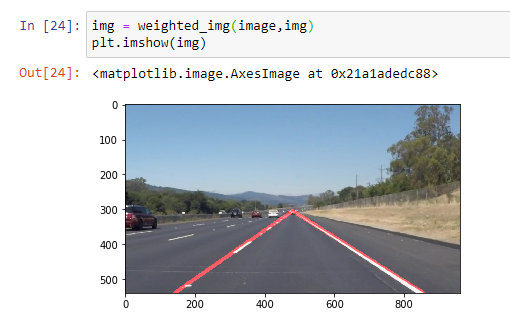 In [24]: img = weighted_img(image,img)
plt.imshow(img)
Out[24]: <matplotlib.image.AxesImage at 0x21a1adedc88>
0
100
200
300
400
500
0 200 400 600 800